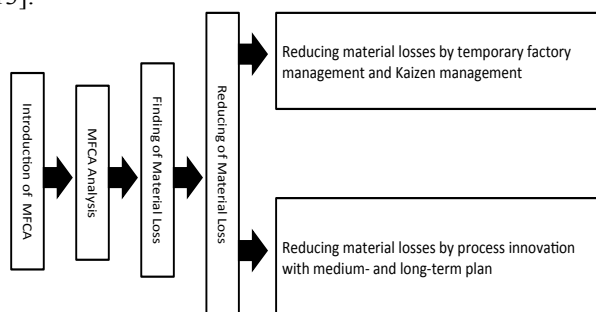 Introduction of
MFCA
MFCA Analysis
Finding of Material
Loss
Reducing of Material Loss
Reducing material losses by temporary factory
management and Kaizen management
Reducing material losses by process innovation
with medium- and long-term plan